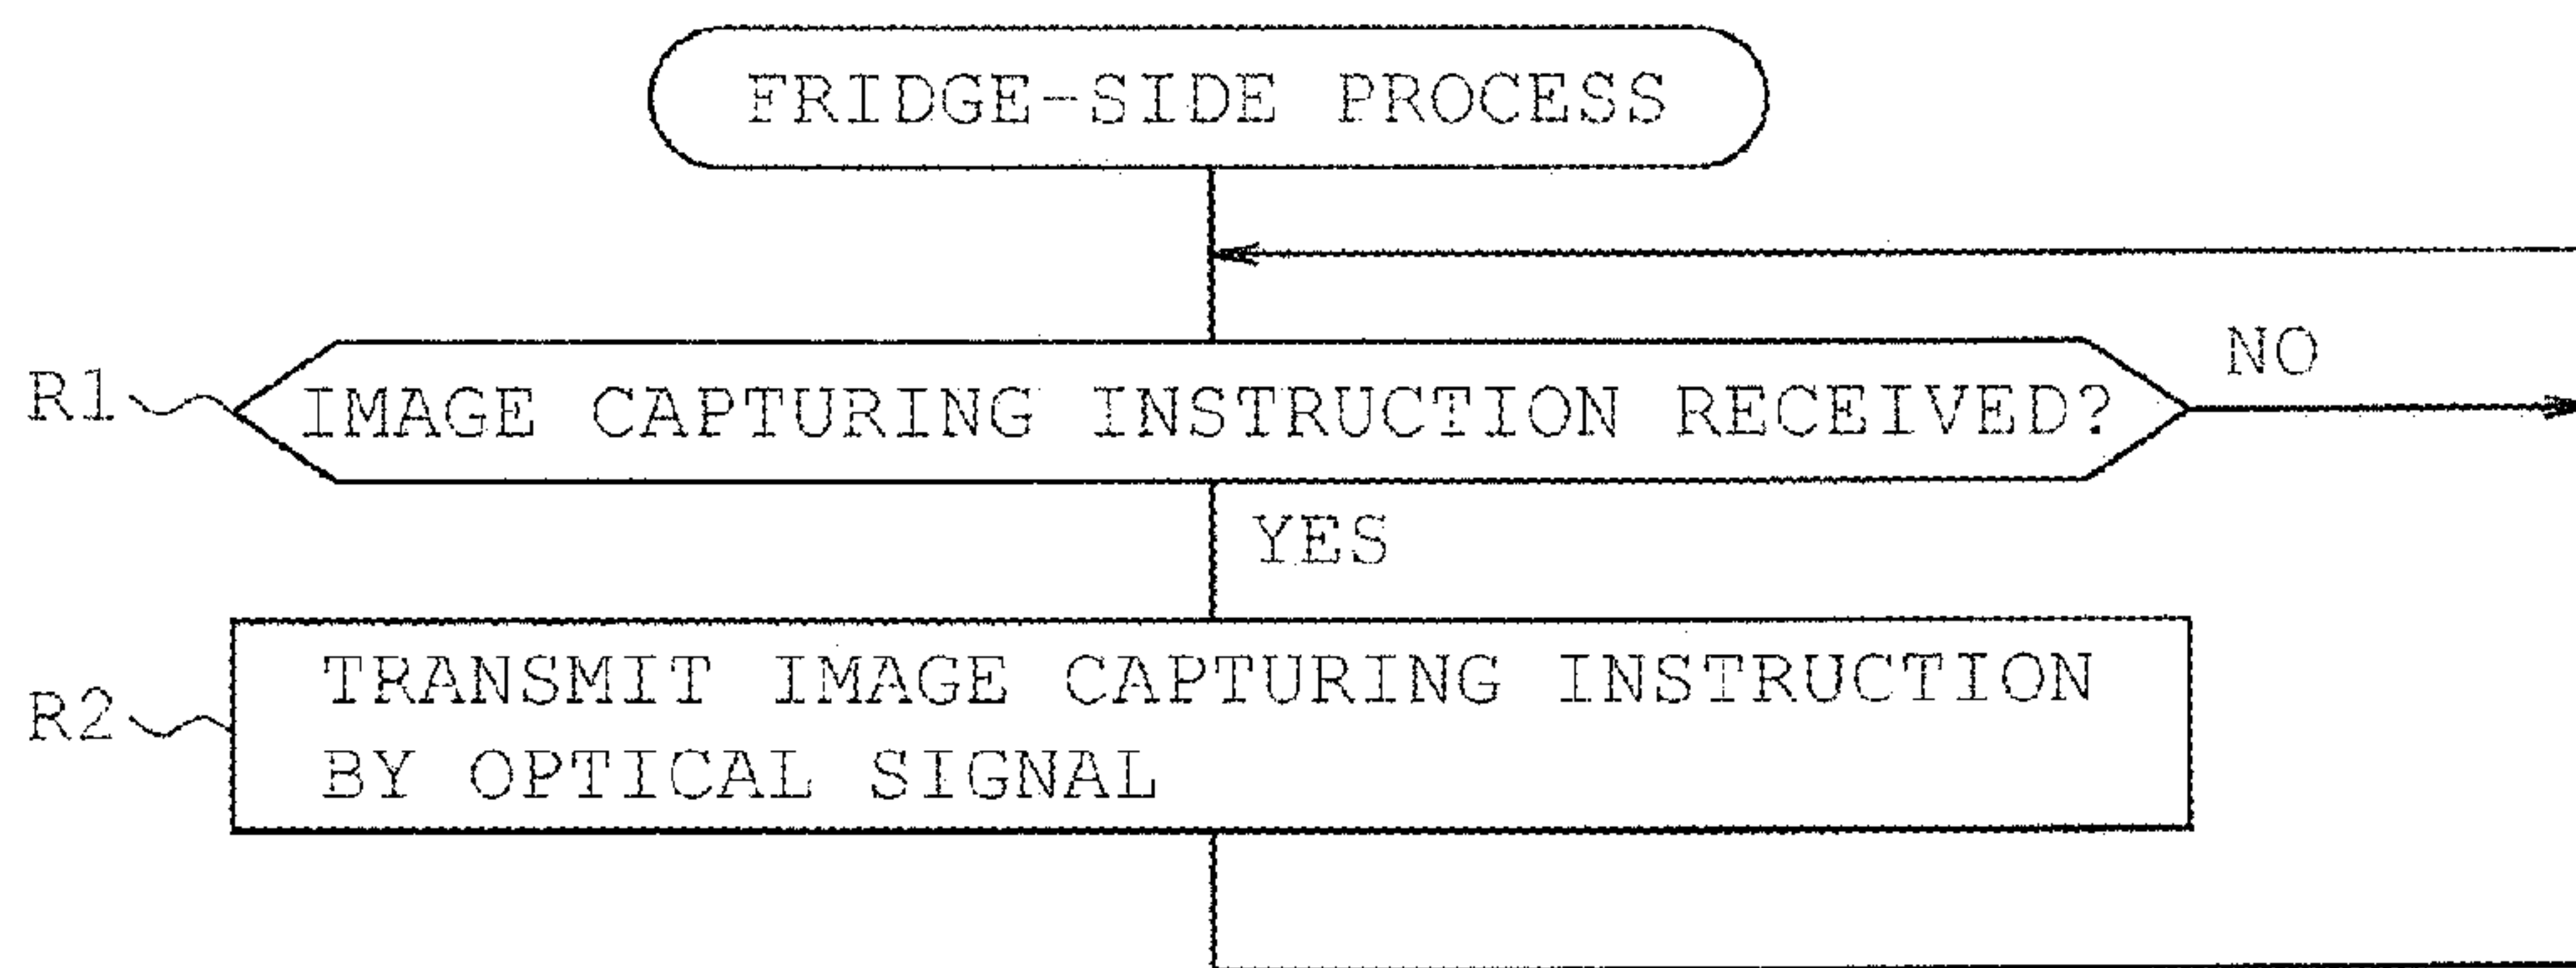 FRIDGE-SIDE PROCESS
NO
R1
IMAGE CAPTURING INSTRUCTION RECEIVED?
YES
R2
TRANSMIT IMAGE CAPTURING INSTRUCTION
BY OPTICAL SIGNAL